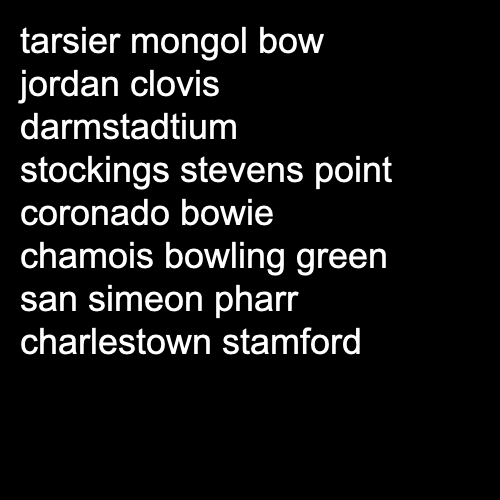 tarsier mongol bow
jordan clovis
darmstadtium
stockings stevens point
coronado bowie
chamois bowling green
san simeon pharr
charlestown stamford